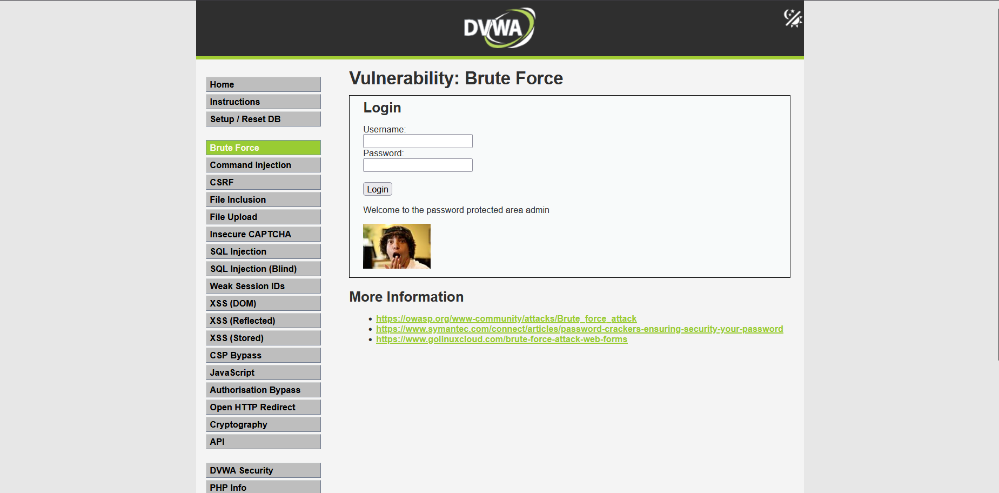 DVWA
Home
Instructions
Setup / Reset DB
Brute Force
Command Injection
CSRF
File Inclusion
File Upload
Insecure CAPTCHA
SQL Injection
SQL Injection (Blind)
Weak Session IDs
XSS (DOM)
XSS (Reflected)
XSS (Stored)
CSP Bypass
JavaScript
Authorisation Bypass
Open HTTP Redirect
Cryptography
API
DVWA Security
PHP Info
Vulnerability: Brute Force
Login
Username:
Password:
Login
Welcome to the password protected area admin
More Information
https://owasp.org/www-community/attacks/Brute_force_attack
https://www.symantec.com/connect/articles/password-crackers-ensuring-security-your-password
https://www.golinuxcloud.com/brute-force-attack-web-forms